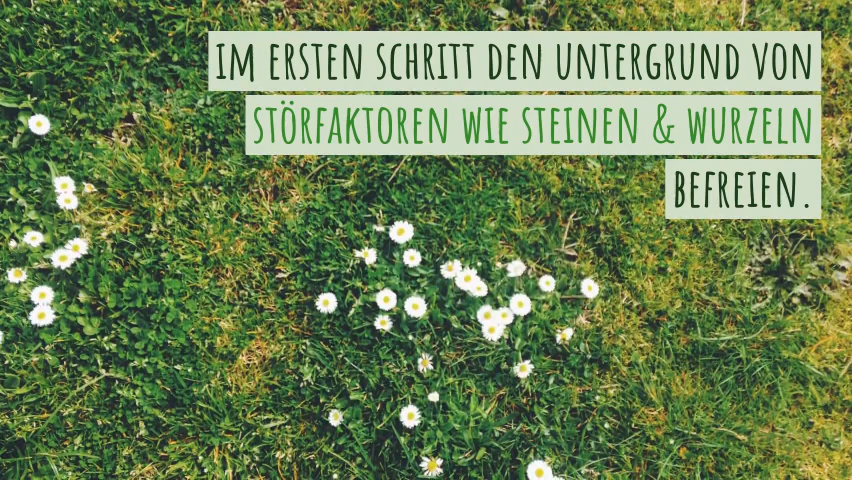 IM ERSTEN SCHRITT DEN UNTERGRUND VON
STÖRFAKTOREN WIE STEINEN & WURZELN
BEFREIEN.